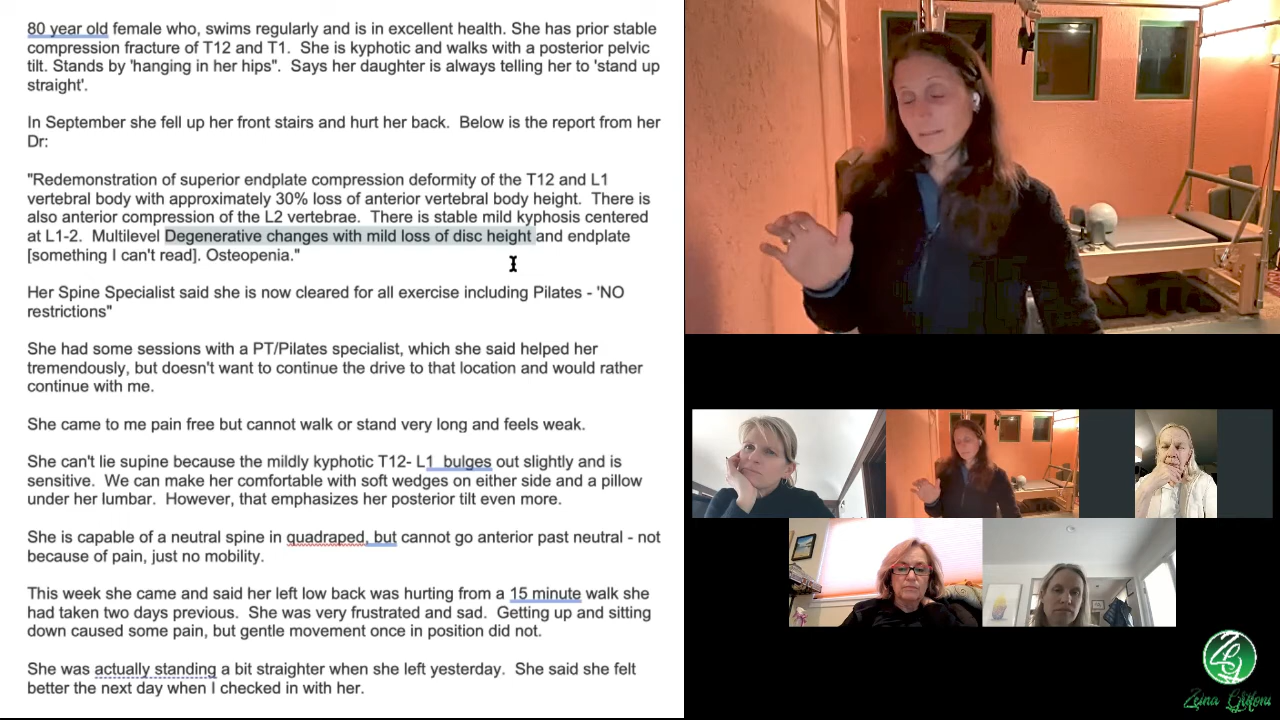 80 year old female who, swims regularly and is in excellent health. She has prior stable
compression fracture of T12 and T1.  She is kyphotic and walks with a posterior pelvic
tilt. Stands by 'hanging in her hips".  Says her daughter is always telling her to 'stand up
straight'.
In September she fell up her front stairs and hurt her back.  Below is the report from her
Dr:
"Redemonstration of superior endplate compression deformity of the T12 and L1
vertebral body with approximately 30% loss of anterior vertebral body height.  There is
also anterior compression of the L2 vertebrae.  There is stable mild kyphosis centered
at L1-2.  Multilevel Degenerative changes with mild loss of disc height and endplate
[something I can't read]. Osteopenia."
Her Spine Specialist said she is now cleared for all exercise including Pilates - 'NO
restrictions"
She had some sessions with a PT/Pilates specialist, which she said helped her
tremendously, but doesn't want to continue the drive to that location and would rather
continue with me.
She came to me pain free but cannot walk or stand very long and feels weak.
She can't lie supine because the mildly kyphotic T12- L1  bulges out slightly and is
sensitive.  We can make her comfortable with soft wedges on either side and a pillow
under her lumbar.  However, that emphasizes her posterior tilt even more.
She is capable of a neutral spine in quadraped, but cannot go anterior past neutral - not
because of pain, just no mobility.
This week she came and said her left low back was hurting from a 15 minute walk she
had taken two days previous.  She was very frustrated and sad.  Getting up and sitting
down caused some pain, but gentle movement once in position did not.
She was actually standing a bit straighter when she left yesterday.  She said she felt
better the next day when I checked in with her.
ZG
Zeina Grifoni